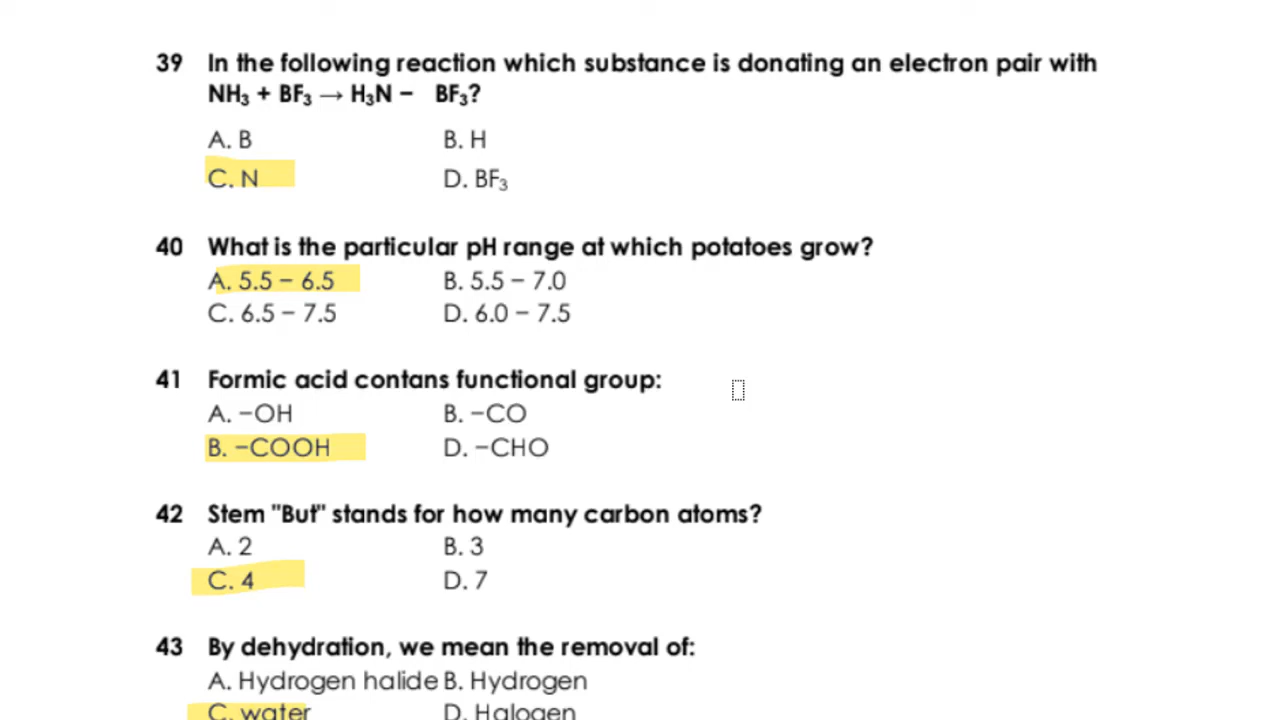 39 In the following reaction which substance is donating an electron pair with
NH₃ + BF₃ → H₃N − BF₃?
A. B B. H
C. N D. BF₃
40 What is the particular pH range at which potatoes grow?
A. 5.5 − 6.5 B. 5.5 − 7.0
C. 6.5 − 7.5 D. 6.0 − 7.5
41 Formic acid contans functional group:
A. −OH B. −CO
B. −COOH D. −CHO
42 Stem "But" stands for how many carbon atoms?
A. 2 B. 3
C. 4 D. 7
43 By dehydration, we mean the removal of:
A. Hydrogen halide B. Hydrogen
C. water D. Halogen